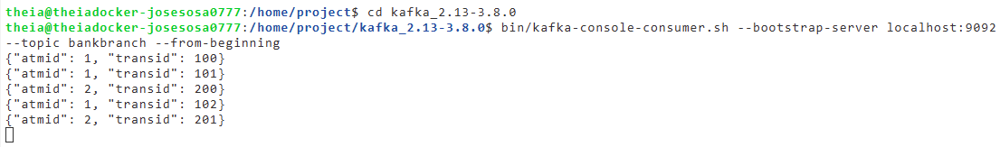 theia@theiadocker-josesosa0777:/home/project$ cd kafka_2.13-3.8.0
theia@theiadocker-josesosa0777:/home/project/kafka_2.13-3.8.0$ bin/kafka-console-consumer.sh --bootstrap-server localhost:9092
--topic bankbranch --from-beginning
{"atmid": 1, "transid": 100}
{"atmid": 1, "transid": 101}
{"atmid": 2, "transid": 200}
{"atmid": 1, "transid": 102}
{"atmid": 2, "transid": 201}